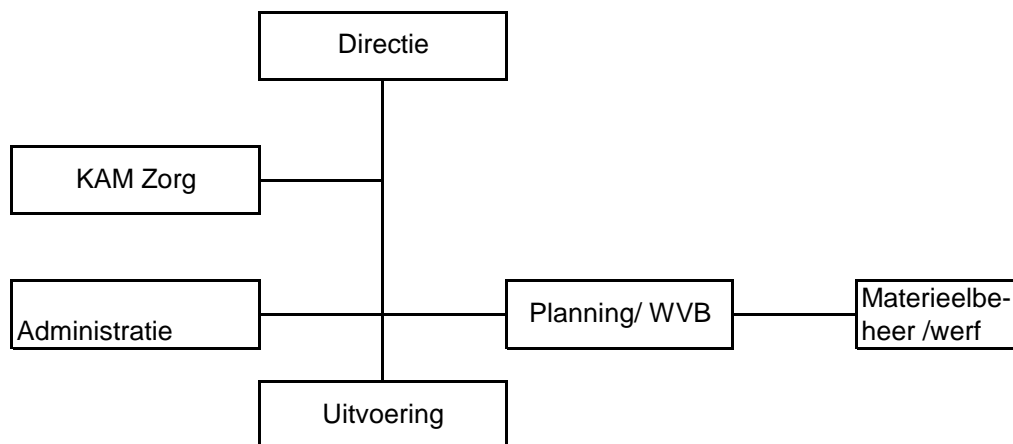 Directie
KAM Zorg
Administratie
Planning/ WVB
Materieelbe-
heer /werf
Uitvoering